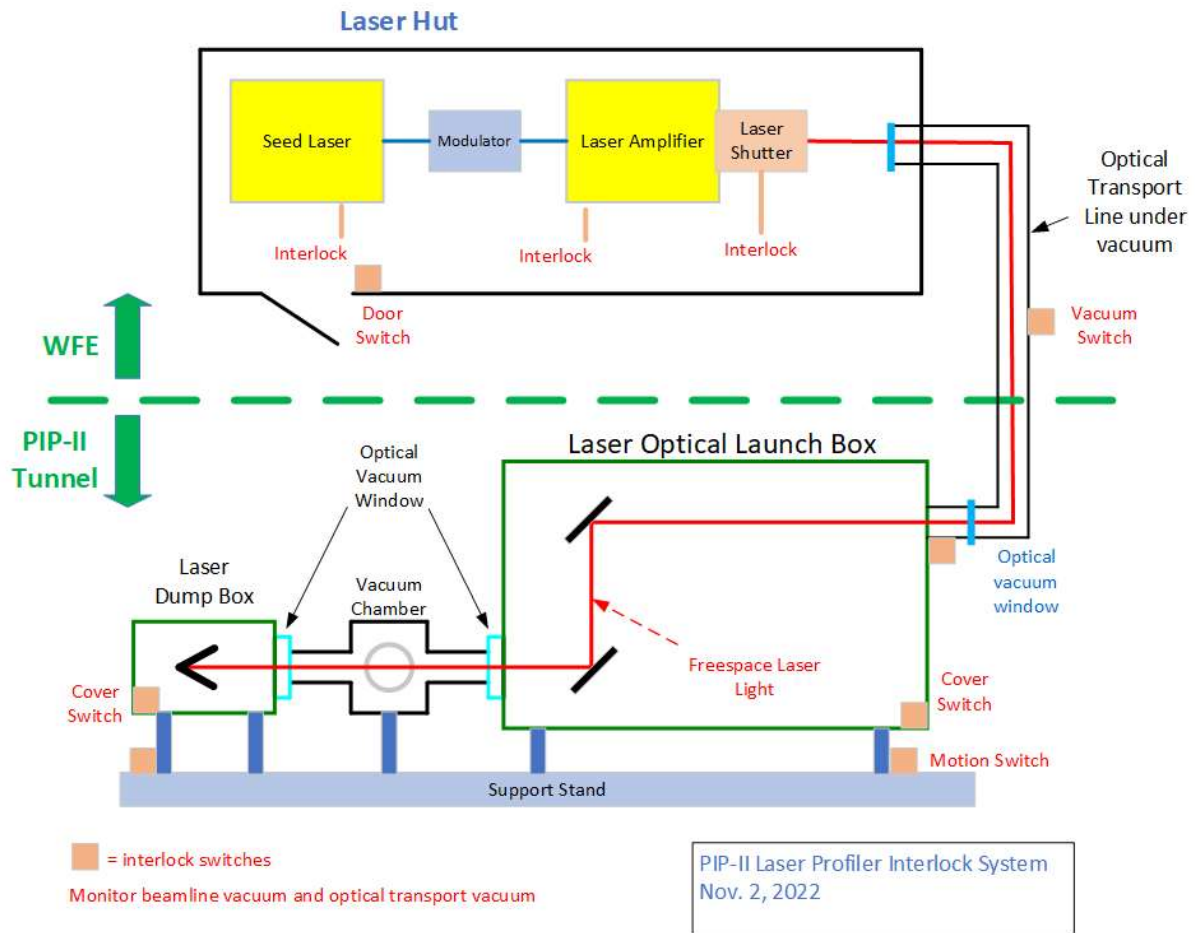 Laser Hut
Seed Laser
Modulator
Laser Amplifier
Laser
Shutter
Interlock
Interlock
Interlock
Door
Switch
Optical
Transport
Line under
vacuum
Vacuum
Switch
WFE
PIP-II
Tunnel
Laser Optical Launch Box
Optical
Vacuum
Window
Laser
Dump Box
Vacuum
Chamber
Optical
vacuum
window
Freespace Laser
Light
Cover
Switch
Cover
Switch
Motion Switch
Support Stand
= interlock switches
Monitor beamline vacuum and optical transport vacuum
PIP-II Laser Profiler Interlock System
Nov. 2, 2022